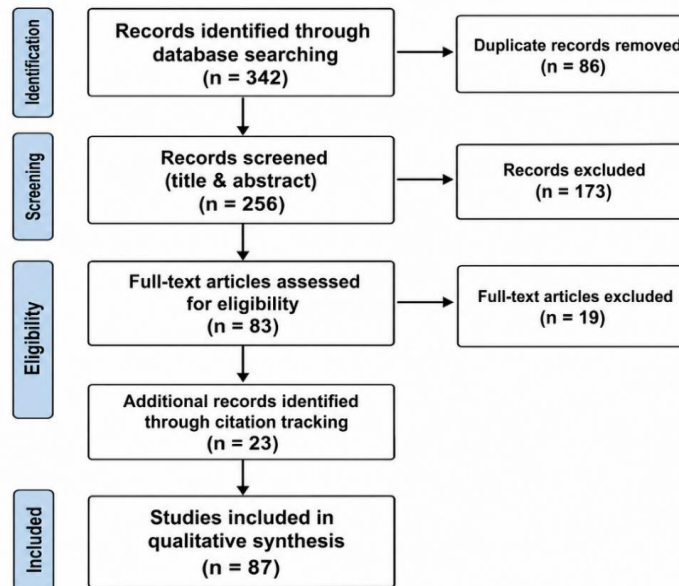 Identification
Records identified through
database searching
(n = 342)
Duplicate records removed
(n = 86)
Screening
Records screened
(title & abstract)
(n = 256)
Records excluded
(n = 173)
Eligibility
Full-text articles assessed
for eligibility
(n = 83)
Full-text articles excluded
(n = 19)
Additional records identified
through citation tracking
(n = 23)
Included
Studies included in
qualitative synthesis
(n = 87)